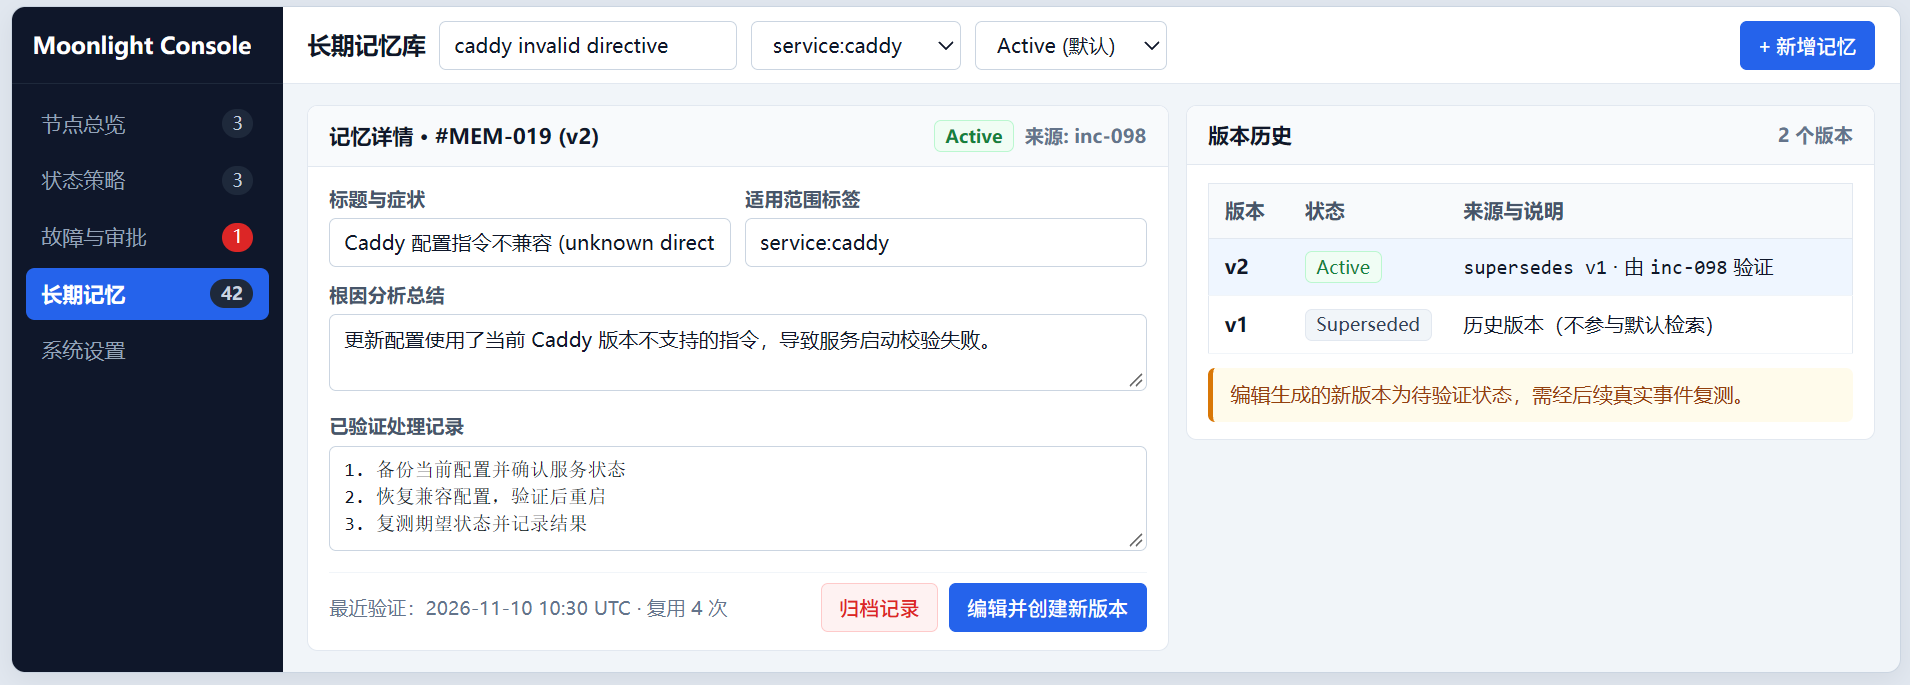 Moonlight Console
节点总览 3
状态策略 3
故障与审批 1
长期记忆 42
系统设置
长期记忆库 caddy invalid directive service:caddy Active (默认) + 新增记忆
记忆详情 • #MEM-019 (v2) Active 来源: inc-098
标题与症状 适用范围标签
Caddy 配置指令不兼容 (unknown direct service:caddy
根因分析总结
更新配置使用了当前 Caddy 版本不支持的指令，导致服务启动校验失败。
已验证处理记录
1. 备份当前配置并确认服务状态
2. 恢复兼容配置，验证后重启
3. 复测期望状态并记录结果
最近验证：2026-11-10 10:30 UTC · 复用 4 次 归档记录 编辑并创建新版本
版本历史 2 个版本
版本 状态 来源与说明
v2 Active supersedes v1 · 由 inc-098 验证
v1 Superseded 历史版本（不参与默认检索）
编辑生成的新版本为待验证状态，需经后续真实事件复测。